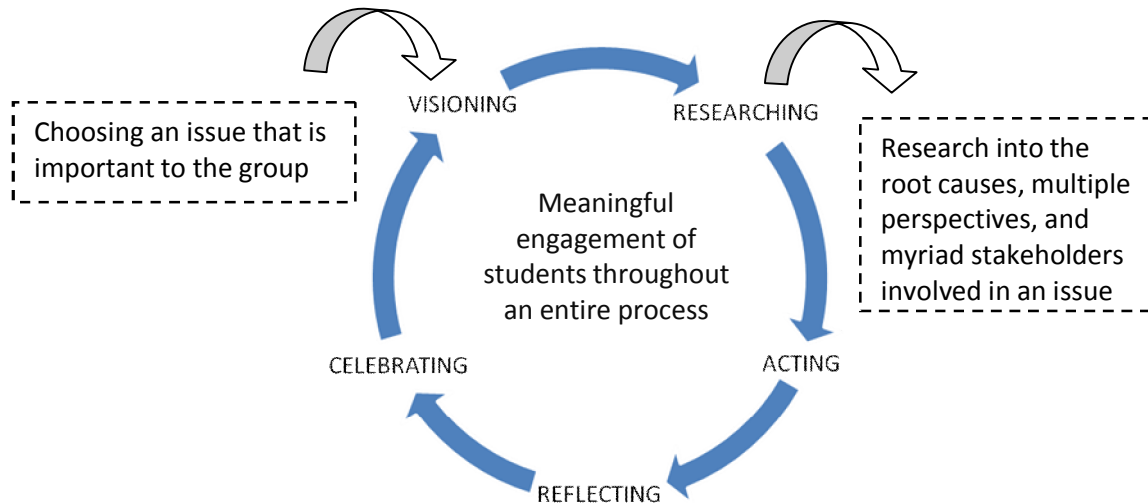 VISIONING
RESEARCHING
Choosing an issue that is
important to the group
Research into the
root causes, multiple
perspectives, and
myriad stakeholders
involved in an issue
Meaningful
engagement of
students throughout
an entire process
CELEBRATING
ACTING
REFLECTING